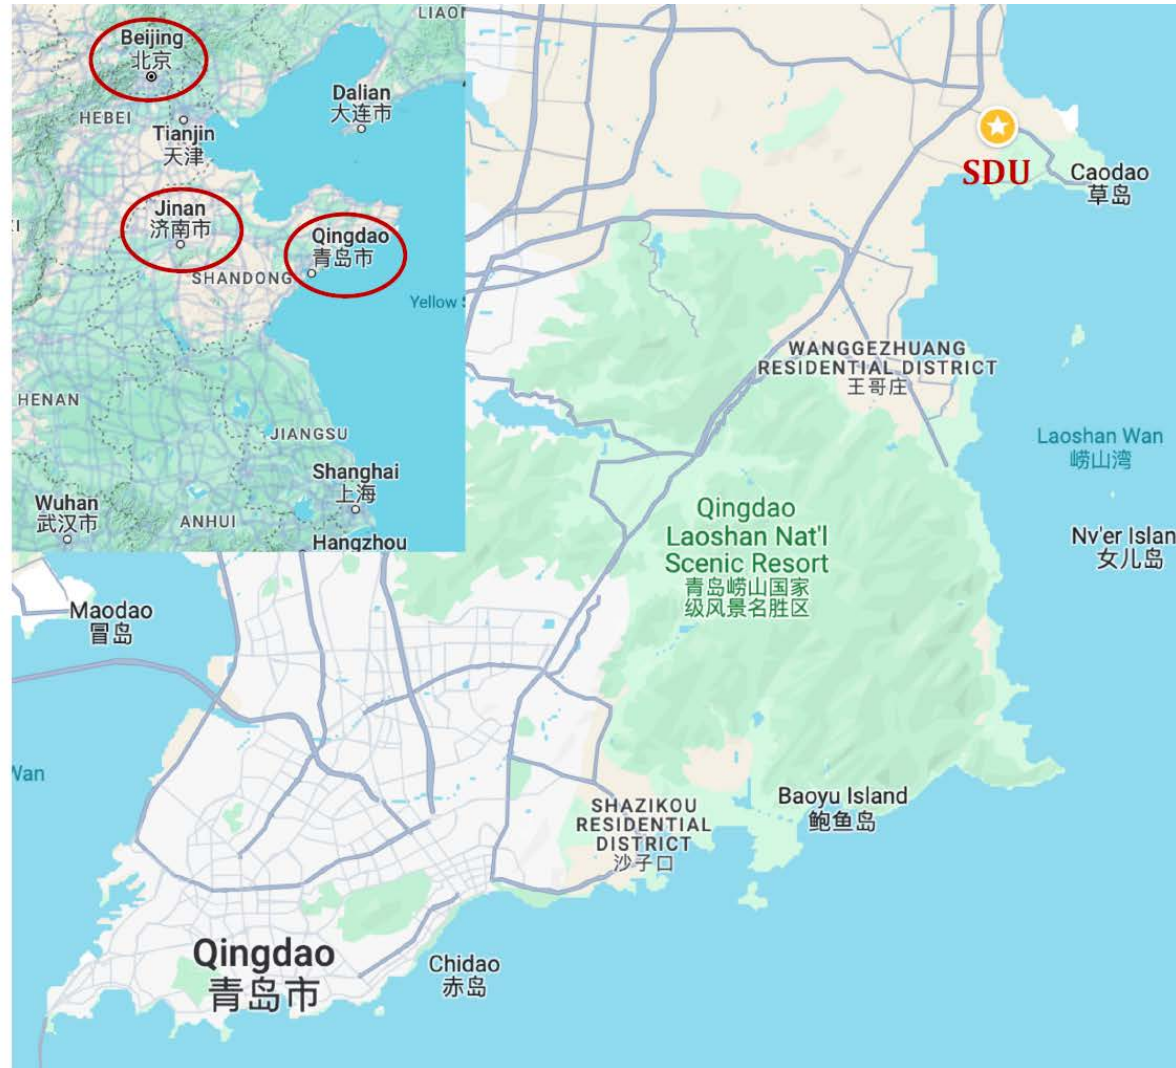 LIAO
Beijing
北京
HEBEI
Dalian
大连市
Tianjin
天津
Jinan
济南市
Qingdao
青岛市
SHANDONG
Yellow S
HENAN
JIANGSU
Shanghai
上海
Wuhan
武汉市
ANHUI
Hangzhou
SDU
Caodao
草岛
WANGGEZHUANG
RESIDENTIAL DISTRICT
王哥庄
Laoshan Wan
崂山湾
Qingdao
Laoshan Nat'l
Scenic Resort
青岛崂山国家
级风景名胜区
Nv'er Islan
女儿岛
Maodao
冒岛
Wan
Baoyu Island
鲍鱼岛
SHAZIKOU
RESIDENTIAL
DISTRICT
沙子口
Qingdao
青岛市
Chidao
赤岛